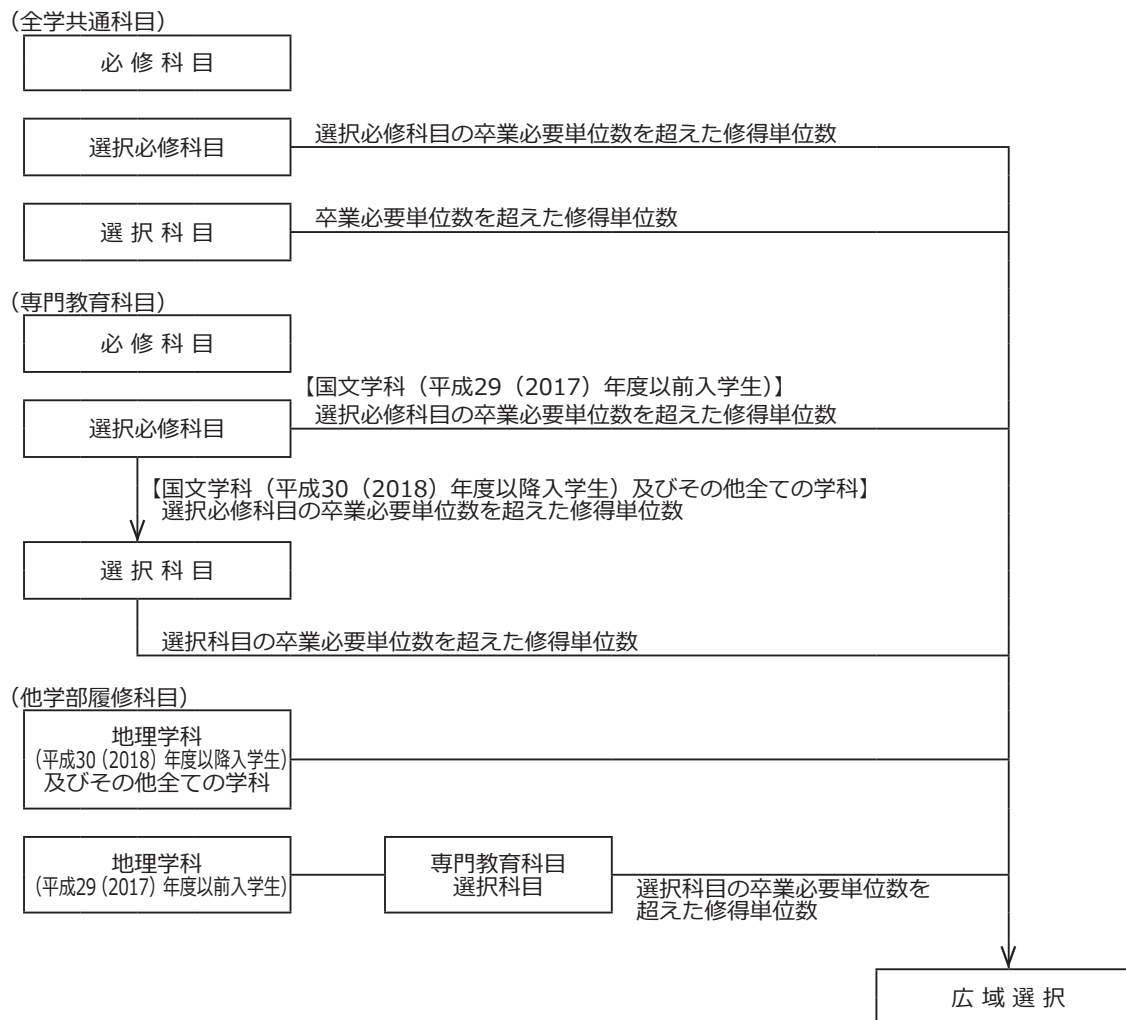 （全学共通科目）
必 修 科 目
選択必修科目
選択必修科目の卒業必要単位数を超えた修得単位数
選 択 科 目
卒業必要単位数を超えた修得単位数
（専門教育科目）
必 修 科 目
【国文学科（平成29（2017）年度以前入学生）】
選択必修科目
選択必修科目の卒業必要単位数を超えた修得単位数
【国文学科（平成30（2018）年度以降入学生）及びその他全ての学科】
選択必修科目の卒業必要単位数を超えた修得単位数
選 択 科 目
選択科目の卒業必要単位数を超えた修得単位数
（他学部履修科目）
地理学科
（平成30（2018）年度以降入学生）
及びその他全ての学科
地理学科
（平成29（2017）年度以前入学生）
専門教育科目
選択科目
選択科目の卒業必要単位数を
超えた修得単位数
広 域 選 択